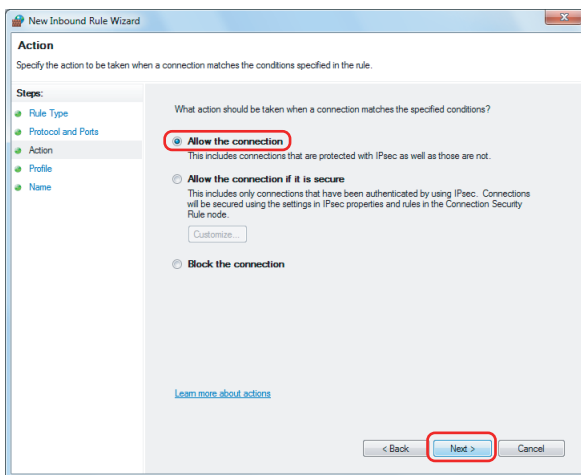 New Inbound Rule Wizard
Action
Specify the action to be taken when a connection matches the conditions specified in the rule.
Steps:
Rule Type
Protocol and Ports
Action
Profile
Name
What action should be taken when a connection matches the specified conditions?
Allow the connection
This includes connections that are protected with IPsec as well as those are not.
Allow the connection if it is secure
This includes only connections that have been authenticated by using IPsec. Connections
will be secured using the settings in IPsec properties and rules in the Connection Security
Rule node.
Customize...
Block the connection
Learn more about actions
< Back
Next >
Cancel